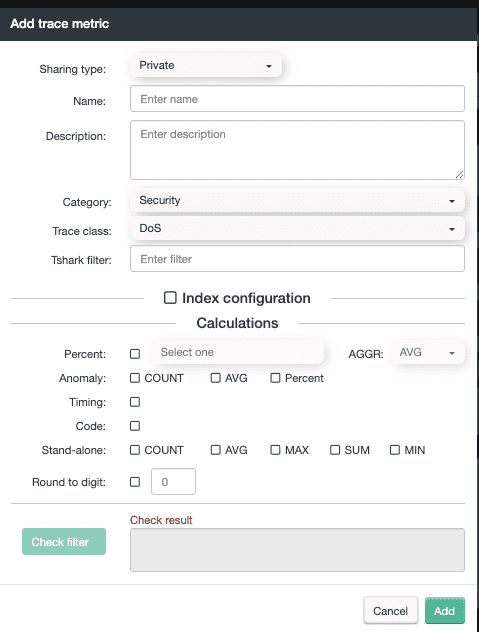 Add trace metric
Sharing type: Private
Name: Enter name
Description: Enter description
Category: Security
Trace class: DoS
Tshark filter: Enter filter
Index configuration
Calculations
Percent: Select one AGGR: AVG
Anomaly: COUNT AVG Percent
Timing:
Code:
Stand-alone: COUNT AVG MAX SUM MIN
Round to digit: 0
Check result
Check filter
Cancel Add